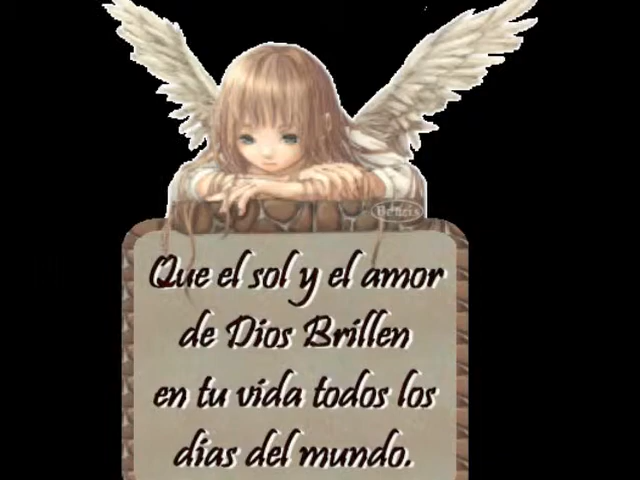 Que el sol y el amor
de Dios Brillen
en tu vida todos los
días del mundo.